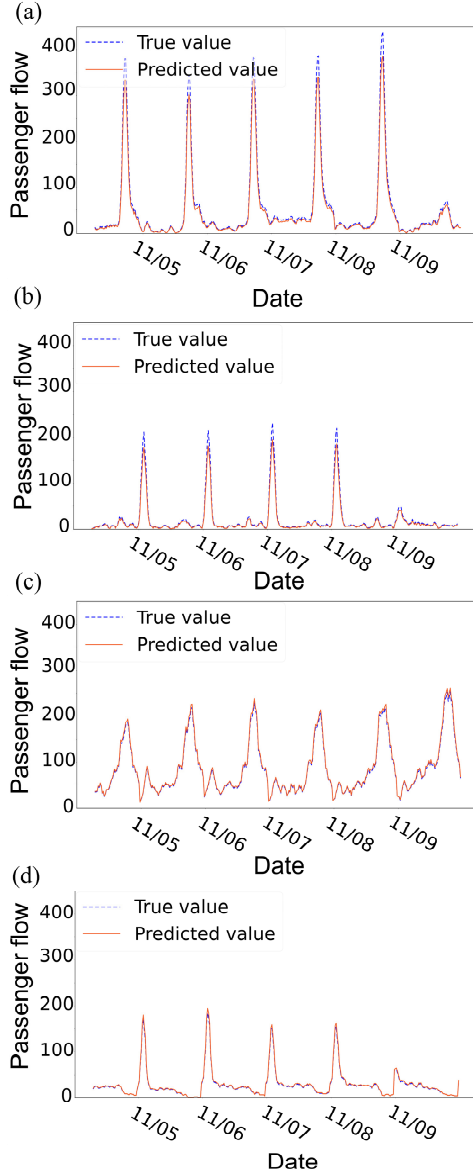 (a)
400
300
200
100
0
Passenger flow
True value
Predicted value
11/05
11/06
11/07
11/08
11/09
Date
(b)
400
300
200
100
0
Passenger flow
True value
Predicted value
11/05
11/06
11/07
11/08
11/09
Date
(c)
400
300
200
100
0
Passenger flow
True value
Predicted value
11/05
11/06
11/07
11/08
11/09
Date
(d)
400
300
200
100
0
Passenger flow
True value
Predicted value
11/05
11/06
11/07
11/08
11/09
Date